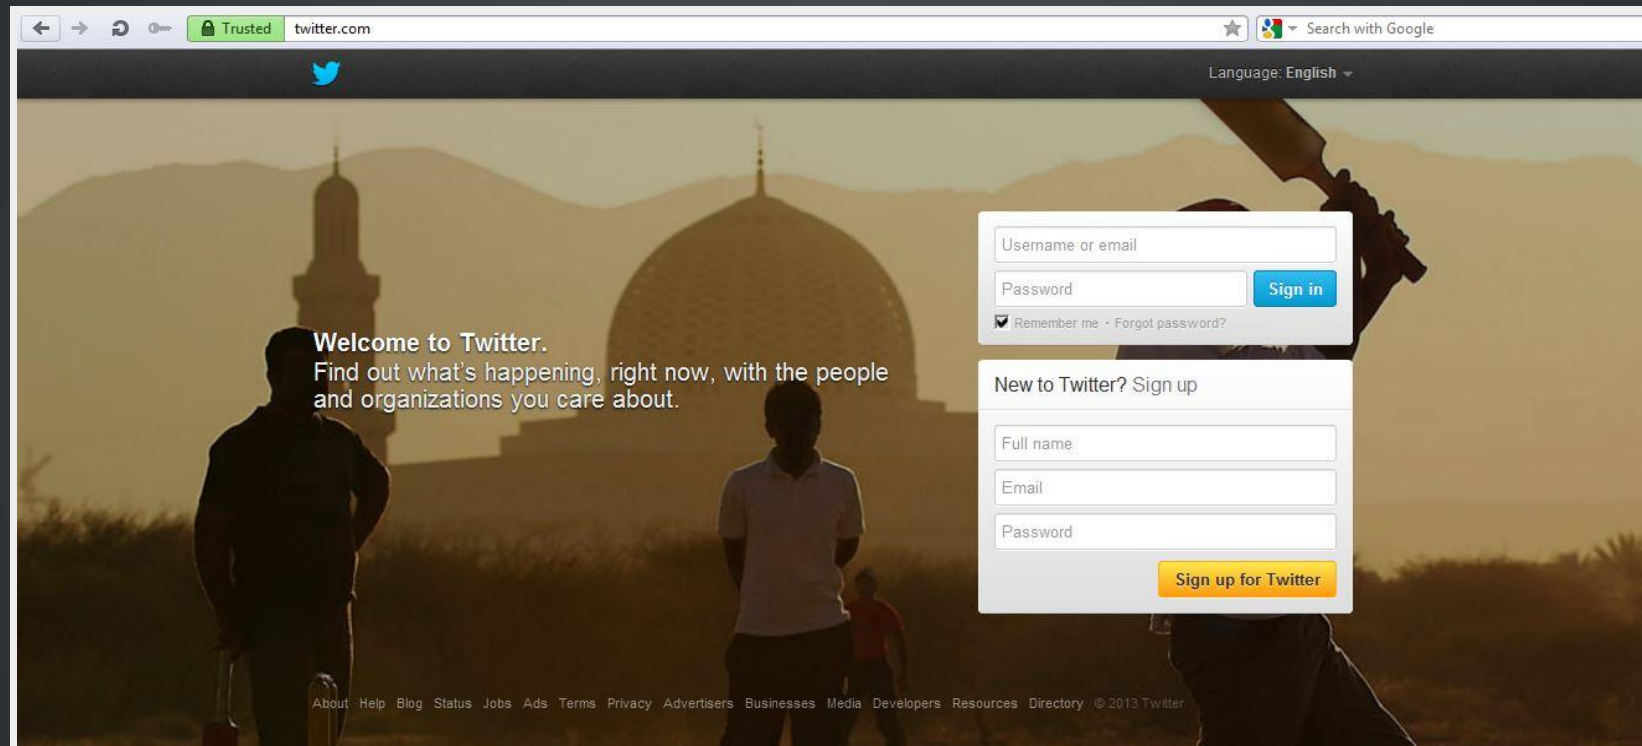 Trusted twitter.com Search with Google
Language: English
Username or email
Password Sign in
Remember me · Forgot password?
Welcome to Twitter.
Find out what's happening, right now, with the people
and organizations you care about.
New to Twitter? Sign up
Full name
Email
Password
Sign up for Twitter
About Help Blog Status Jobs Ads Terms Privacy Advertisers Businesses Media Developers Resources Directory © 2013 Twitter